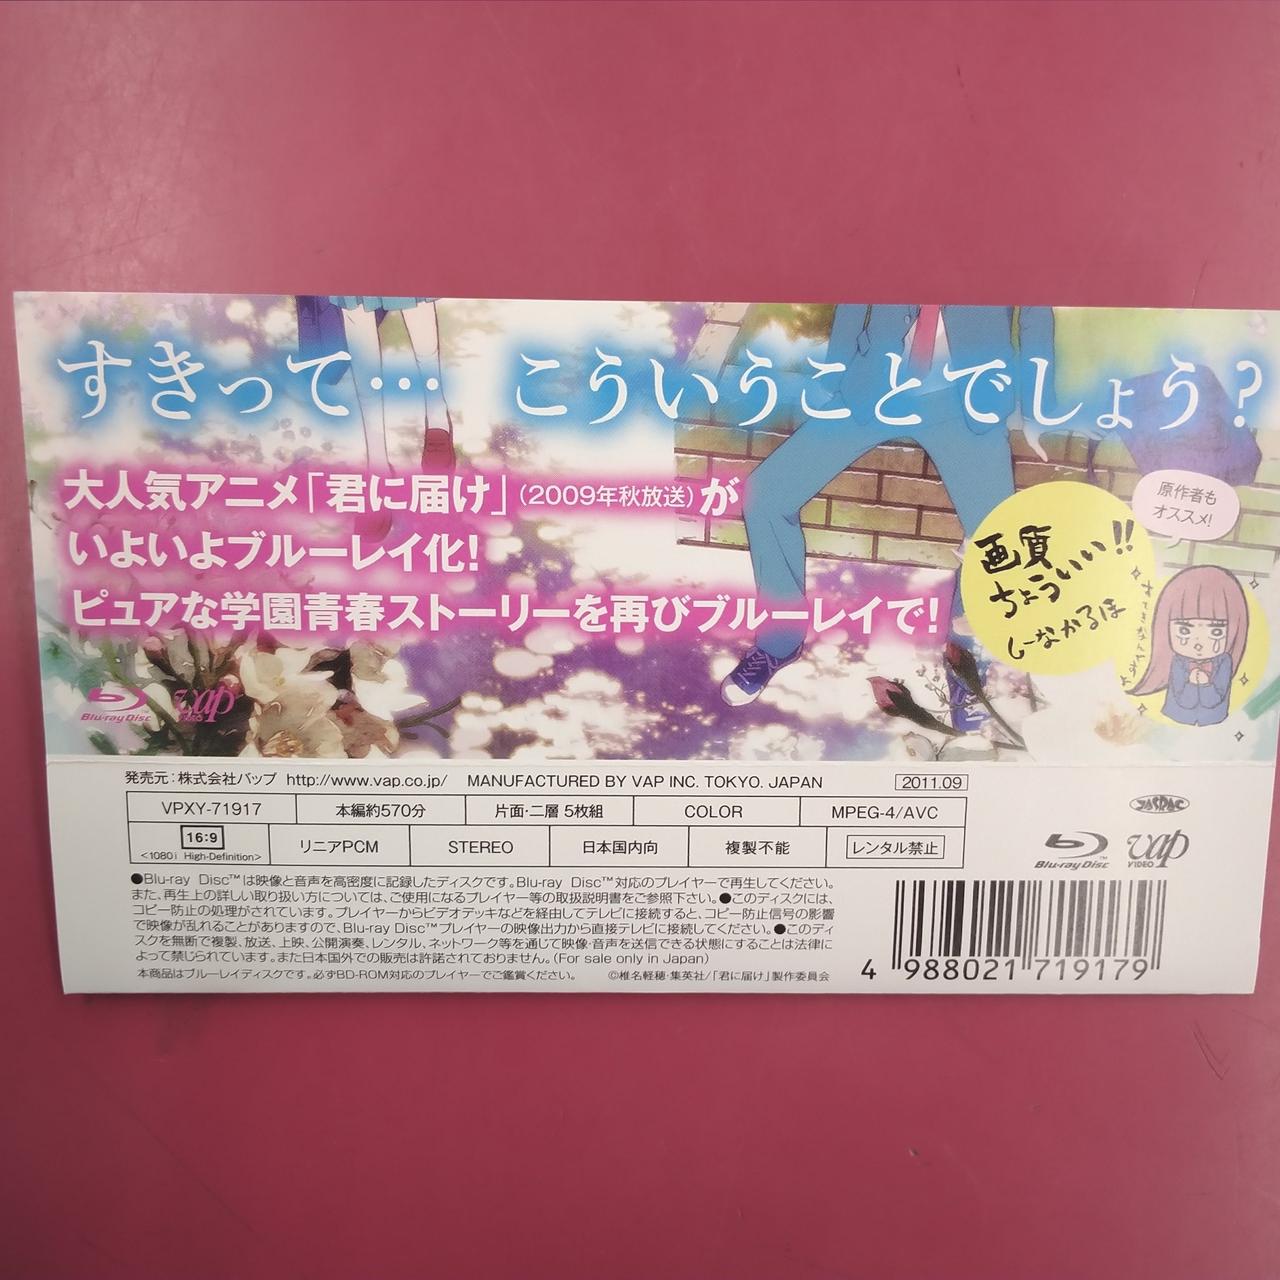 すきって… こういうことでしょう?
大人気アニメ「君に届け」(2009年秋放送)が
いよいよブルーレイ化!
ピュアな学園青春ストーリーを再びブルーレイで!
原作者も
オススメ!
画質
ちょういい!!
しーなかるほ
Blu-ray Disc™
vap
VIDEO
発売元:株式会社バップ http://www.vap.co.jp/ MANUFACTURED BY VAP INC. TOKYO. JAPAN 2011.09
VPXY-71917 本編約570分 片面·二層 5枚組 COLOR MPEG-4/AVC
16:9
<1080i High-Definition> リニアPCM STEREO 日本国内向 複製不能 レンタル禁止
JASRAC
Blu-ray Disc™
vap
VIDEO
●Blu-ray Disc™は映像と音声を高密度に記録したディスクです。Blu-ray Disc™対応のプレイヤーで再生してください。
また、再生上の詳しい取り扱い方については、ご使用になるプレイヤー等の取扱説明書をご参照下さい。●このディスクには、
コピー防止の処理がされています。プレイヤーからビデオデッキなどを経由してテレビに接続すると、コピー防止信号の影響
で映像が乱れることがありますので、Blu-ray Disc™プレイヤーの映像出力から直接テレビに接続してください。●このディ
スクを無断で複製、放送、上映、公開演奏、レンタル、ネットワーク等を通じて映像·音声を送信できる状態にすることは法律に
よって禁じられています。また日本国外での販売は許諾されておりません。(For sale only in Japan)
本商品はブルーレイディスクです。必ずBD-ROM対応のプレイヤーでご鑑賞ください。 ©椎名軽穂·集英社/「君に届け」製作委員会
4 988021 719179